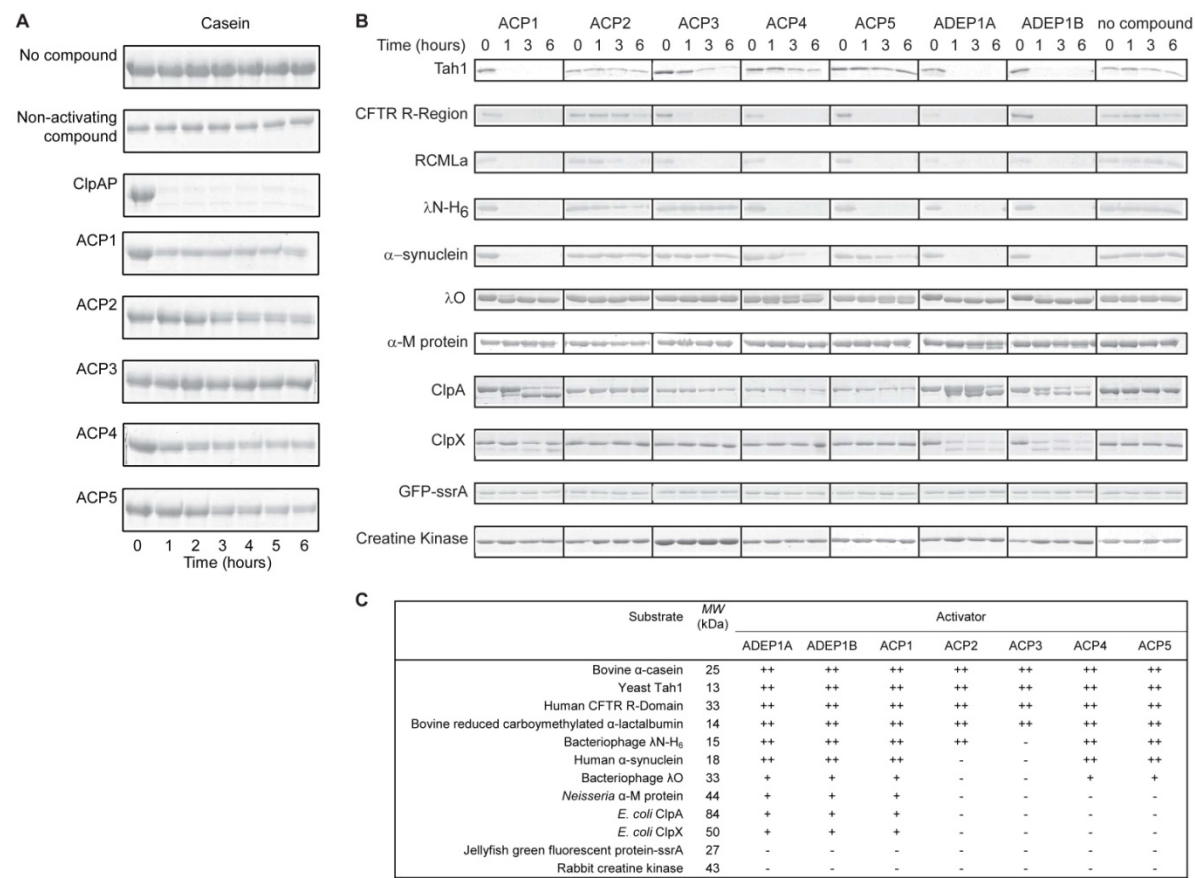 A
Casein
No compound
Non-activating
compound
ClpAP
ACP1
ACP2
ACP3
ACP4
ACP5
0 1 2 3 4 5 6
Time (hours)
B
ACP1 ACP2 ACP3 ACP4 ACP5 ADEP1A ADEP1B no compound
Time (hours) 0 1 3 6 0 1 3 6 0 1 3 6 0 1 3 6 0 1 3 6 0 1 3 6 0 1 3 6 0 1 3 6
Tah1
CFTR R-Region
RCMLa
λN-H6
α–synuclein
λO
α-M protein
ClpA
ClpX
GFP-ssrA
Creatine Kinase
C
Substrate MW (kDa) Activator
ADEP1A ADEP1B ACP1 ACP2 ACP3 ACP4 ACP5
Bovine α-casein 25 ++ ++ ++ ++ ++ ++ ++
Yeast Tah1 13 ++ ++ ++ ++ ++ ++ ++
Human CFTR R-Domain 33 ++ ++ ++ ++ ++ ++ ++
Bovine reduced carboymethylated α-lactalbumin 14 ++ ++ ++ ++ ++ ++ ++
Bacteriophage λN-H6 15 ++ ++ ++ ++ - ++ ++
Human α-synuclein 18 ++ ++ ++ - - ++ ++
Bacteriophage λO 33 + + + - - + +
Neisseria α-M protein 44 + + + - - - -
E. coli ClpA 84 + + + - - - -
E. coli ClpX 50 + + + - - - -
Jellyfish green fluorescent protein-ssrA 27 - - - - - - -
Rabbit creatine kinase 43 - - - - - - -